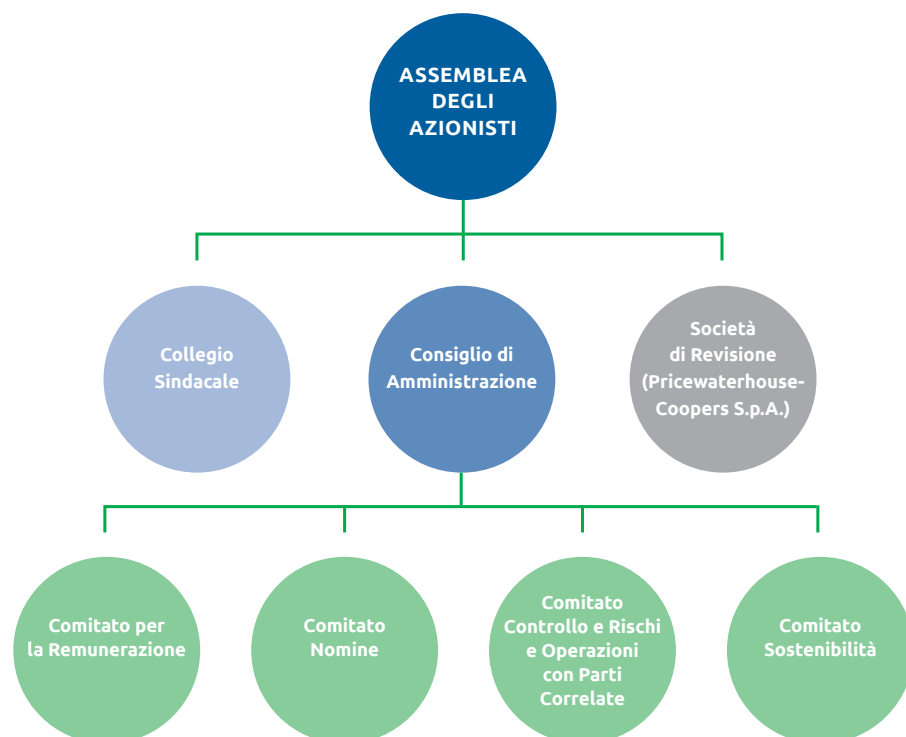 ASSEMBLEA
DEGLI
AZIONISTI
Collegio
Sindacale
Consiglio di
Amministrazione
Società
di Revisione
(Pricewaterhouse-
Coopers S.p.A.)
Comitato per
la Remunerazione
Comitato
Nomine
Comitato
Controllo e Rischi
e Operazioni
con Parti
Correlate
Comitato
Sostenibilità